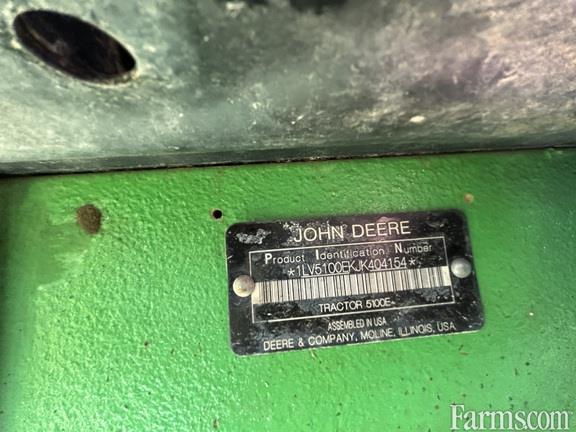 JOHN DEERE
Product Identification Number
*1LV5100EKJK404154*
TRACTOR 5100E
ASSEMBLED IN USA
DEERE & COMPANY, MOLINE, ILLINOIS, USA
Farms.com